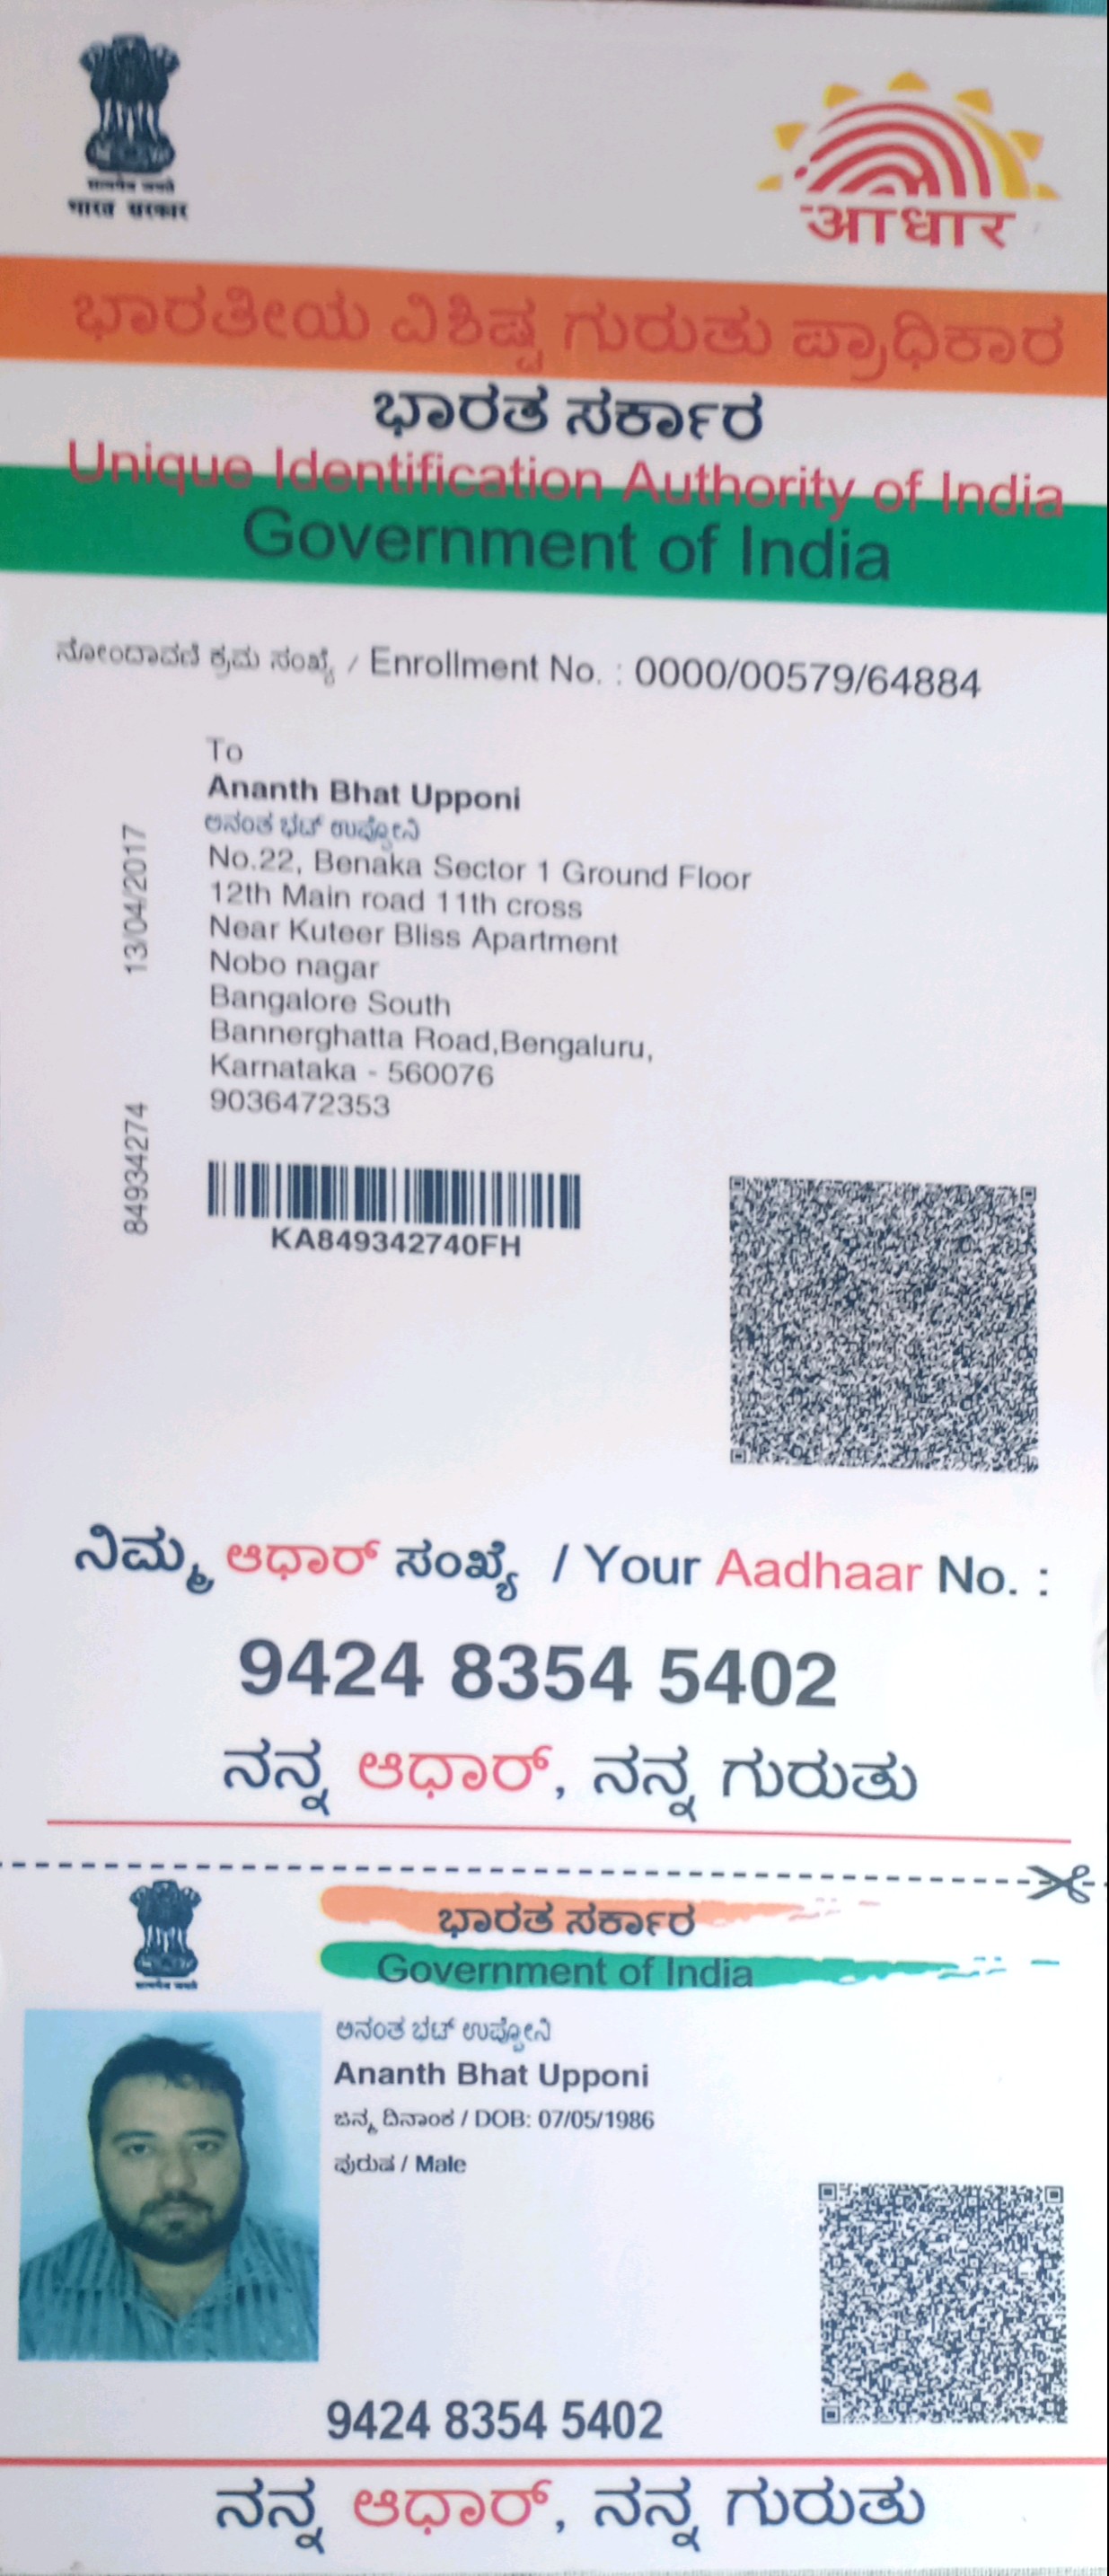 सत्यमेव जयते
भारत सरकार
आधार
ಭಾರತೀಯ ವಿಶಿಷ್ಟ ಗುರುತು ಪ್ರಾಧಿಕಾರ
ಭಾರತ ಸರ್ಕಾರ
Unique Identification Authority of India
Government of India
ನೋಂದಾವಣಿ ಕ್ರಮ ಸಂಖ್ಯೆ / Enrollment No. : 0000/00579/64884
To
Ananth Bhat Upponi
ಅನಂತ ಭಟ್ ಉಪ್ಪೋನಿ
No.22, Benaka Sector 1 Ground Floor
12th Main road 11th cross
Near Kuteer Bliss Apartment
Nobo nagar
Bangalore South
Bannerghatta Road,Bengaluru,
Karnataka - 560076
9036472353
13/04/2017
84934274
KA849342740FH
ನಿಮ್ಮ ಆಧಾರ್ ಸಂಖ್ಯೆ / Your Aadhaar No. :
9424 8354 5402
ನನ್ನ ಆಧಾರ್, ನನ್ನ ಗುರುತು
सत्यमेव जयते
ಭಾರತ ಸರ್ಕಾರ
Government of India
ಅನಂತ ಭಟ್ ಉಪ್ಪೋನಿ
Ananth Bhat Upponi
ಜನ್ಮ ದಿನಾಂಕ / DOB: 07/05/1986
ಪುರುಷ / Male
9424 8354 5402
ನನ್ನ ಆಧಾರ್, ನನ್ನ ಗುರುತು